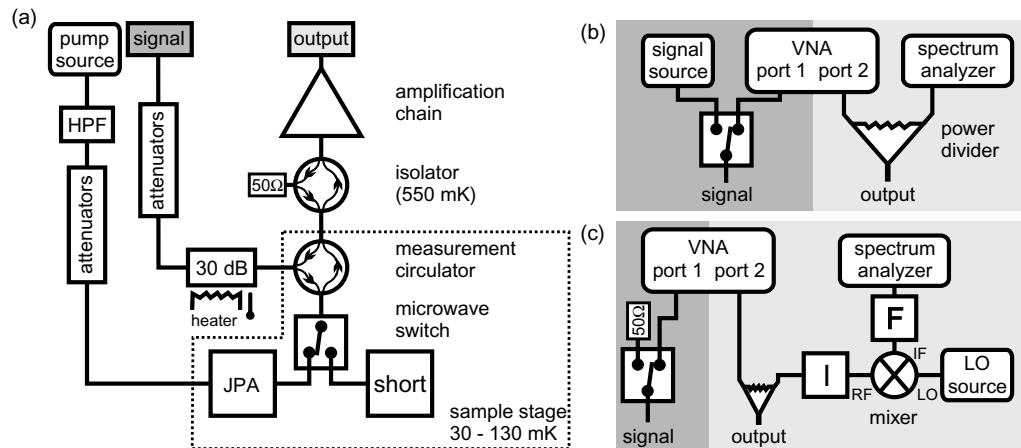 (a)
pump
source
signal
output
HPF
attenuators
attenuators
amplification
chain
50Ω
isolator
(550 mK)
30 dB
heater
measurement
circulator
microwave
switch
JPA
short
sample stage
30 - 130 mK
(b)
signal
source
VNA
port 1 port 2
spectrum
analyzer
power
divider
signal
output
(c)
VNA
port 1 port 2
spectrum
analyzer
50Ω
F
I
IF
RF
LO
LO
source
mixer
signal
output